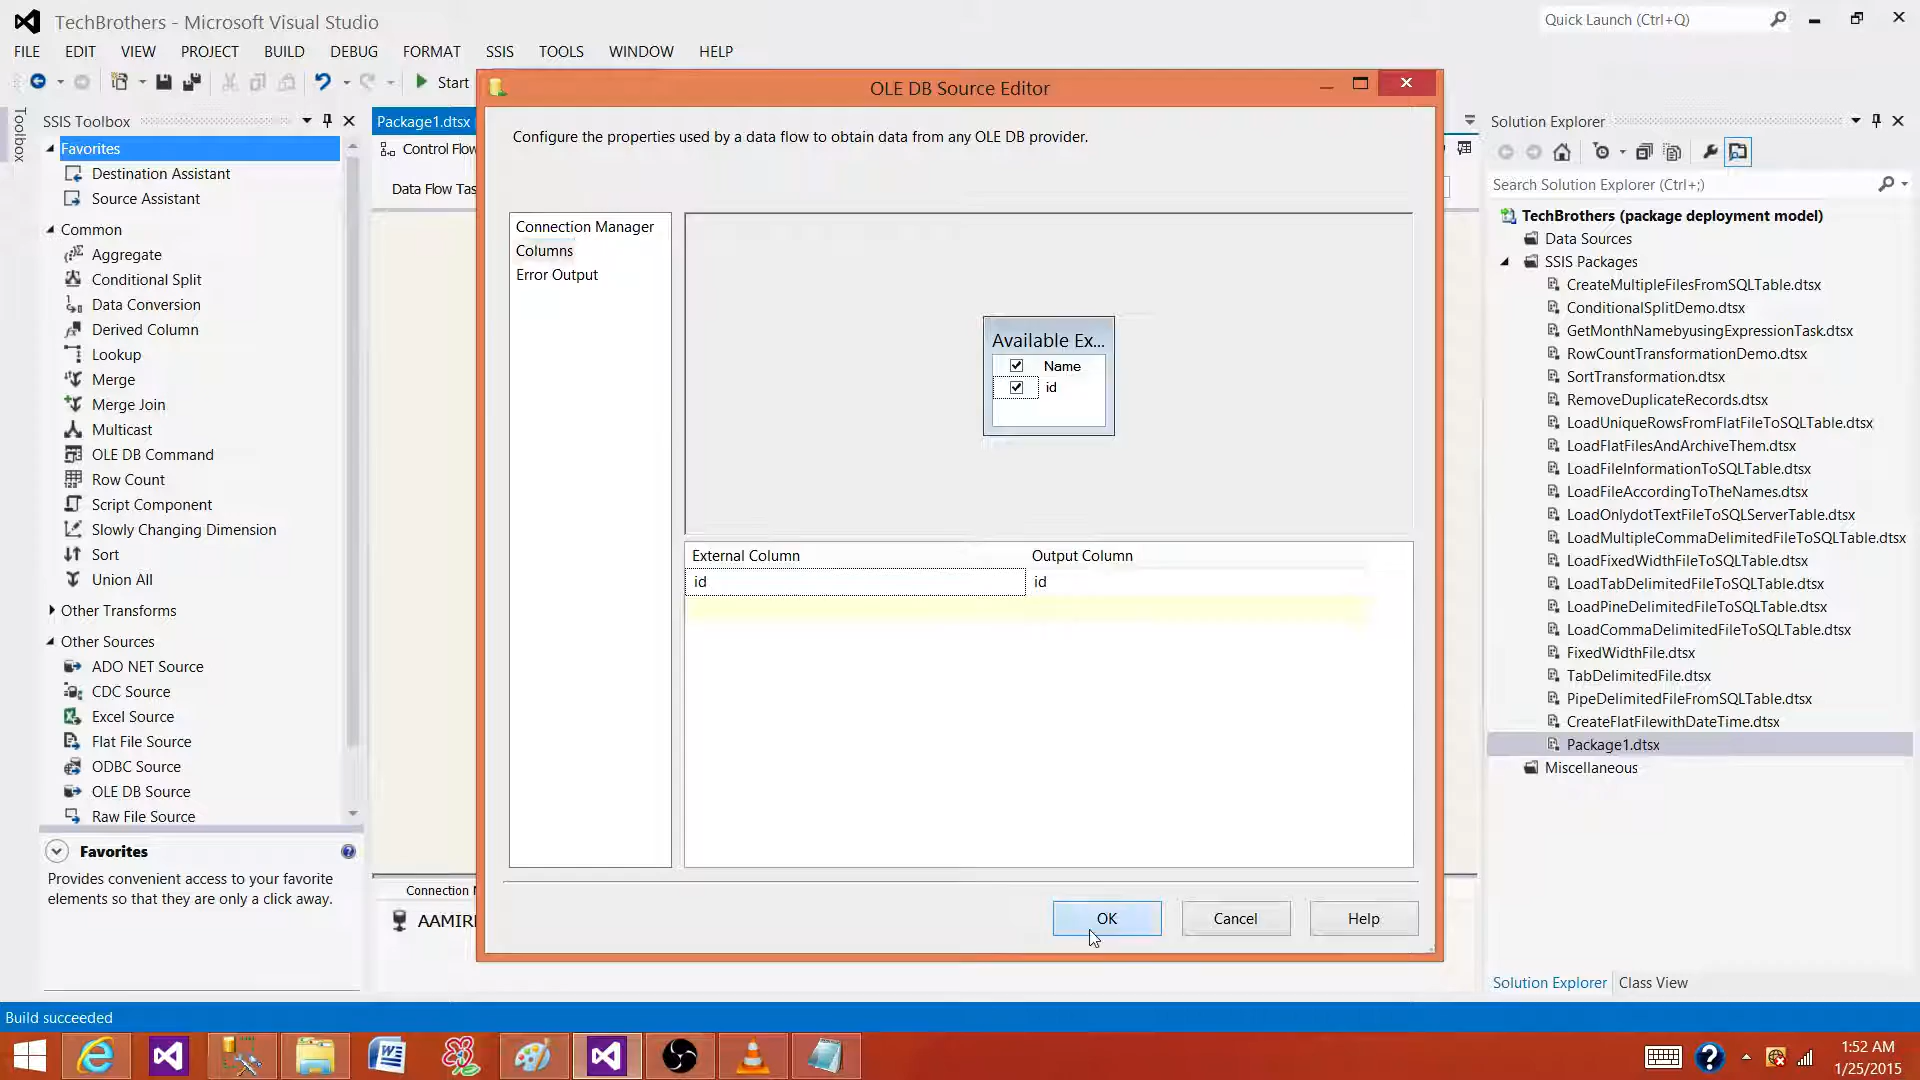 TechBrothers - Microsoft Visual Studio
Quick Launch (Ctrl+Q)
FILE EDIT VIEW PROJECT BUILD DEBUG FORMAT SSIS TOOLS WINDOW HELP
Start
OLE DB Source Editor
Toolbox
SSIS Toolbox
Favorites
Destination Assistant
Source Assistant
Common
Aggregate
Conditional Split
Data Conversion
Derived Column
Lookup
Merge
Merge Join
Multicast
OLE DB Command
Row Count
Script Component
Slowly Changing Dimension
Sort
Union All
Other Transforms
Other Sources
ADO NET Source
CDC Source
Excel Source
Flat File Source
ODBC Source
OLE DB Source
Raw File Source
Favorites
Provides convenient access to your favorite
elements so that they are only a click away.
Package1.dtsx
Control Flow
Data Flow Tas
Connection
AAMIR
Configure the properties used by a data flow to obtain data from any OLE DB provider.
Connection Manager
Columns
Error Output
Available Ex...
Name
id
External Column Output Column
id id
OK Cancel Help
Solution Explorer
Search Solution Explorer (Ctrl+;)
TechBrothers (package deployment model)
Data Sources
SSIS Packages
CreateMultipleFilesFromSQLTable.dtsx
ConditionalSplitDemo.dtsx
GetMonthNamebyusingExpressionTask.dtsx
RowCountTransformationDemo.dtsx
SortTransformation.dtsx
RemoveDuplicateRecords.dtsx
LoadUniqueRowsFromFlatFileToSQLTable.dtsx
LoadFlatFilesAndArchiveThem.dtsx
LoadFileInformationToSQLTable.dtsx
LoadFileAccordingToTheNames.dtsx
LoadOnlydotTextFileToSQLServerTable.dtsx
LoadMultipleCommaDelimitedFileToSQLTable.dtsx
LoadFixedWidthFileToSQLTable.dtsx
LoadTabDelimitedFileToSQLTable.dtsx
LoadPineDelimitedFileToSQLTable.dtsx
LoadCommaDelimitedFileToSQLTable.dtsx
FixedWidthFile.dtsx
TabDelimitedFile.dtsx
PipeDelimitedFileFromSQLTable.dtsx
CreateFlatFilewithDateTime.dtsx
Package1.dtsx
Miscellaneous
Solution Explorer Class View
Build succeeded
1:52 AM
1/25/2015